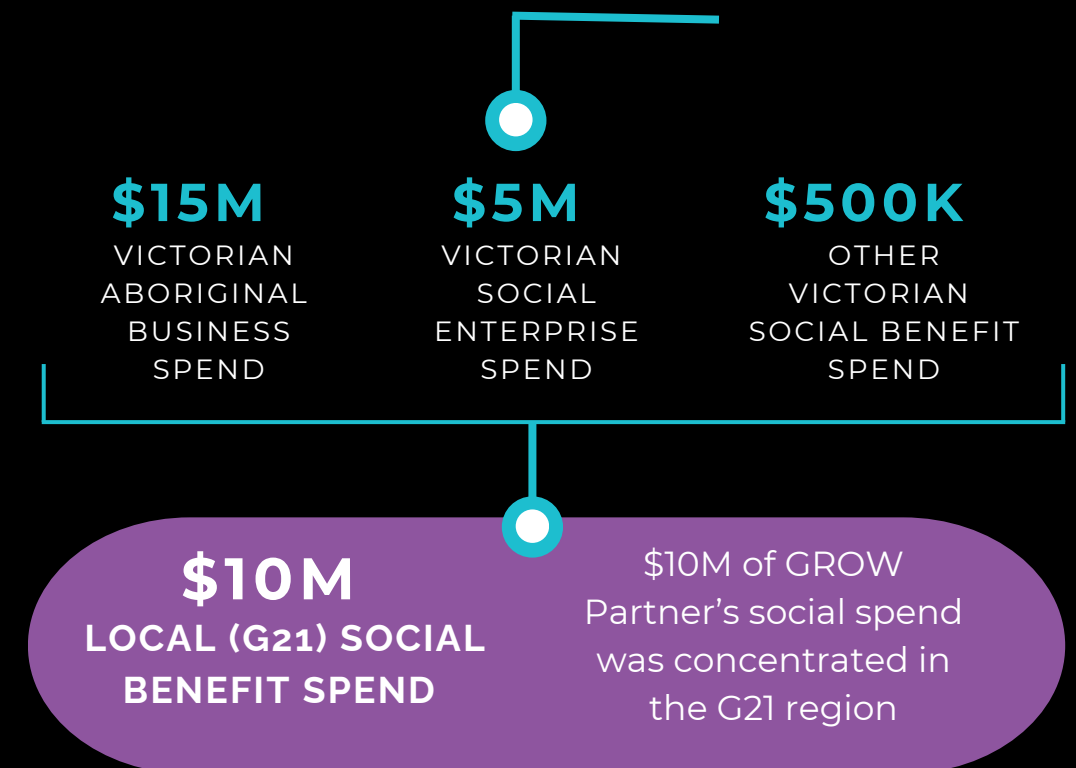 $15M
VICTORIAN
ABORIGINAL
BUSINESS
SPEND
$5M
VICTORIAN
SOCIAL
ENTERPRISE
SPEND
$500K
OTHER
VICTORIAN
SOCIAL BENEFIT
SPEND
$10M
LOCAL (G21) SOCIAL
BENEFIT SPEND
$10M of GROW
Partner’s social spend
was concentrated in
the G21 region